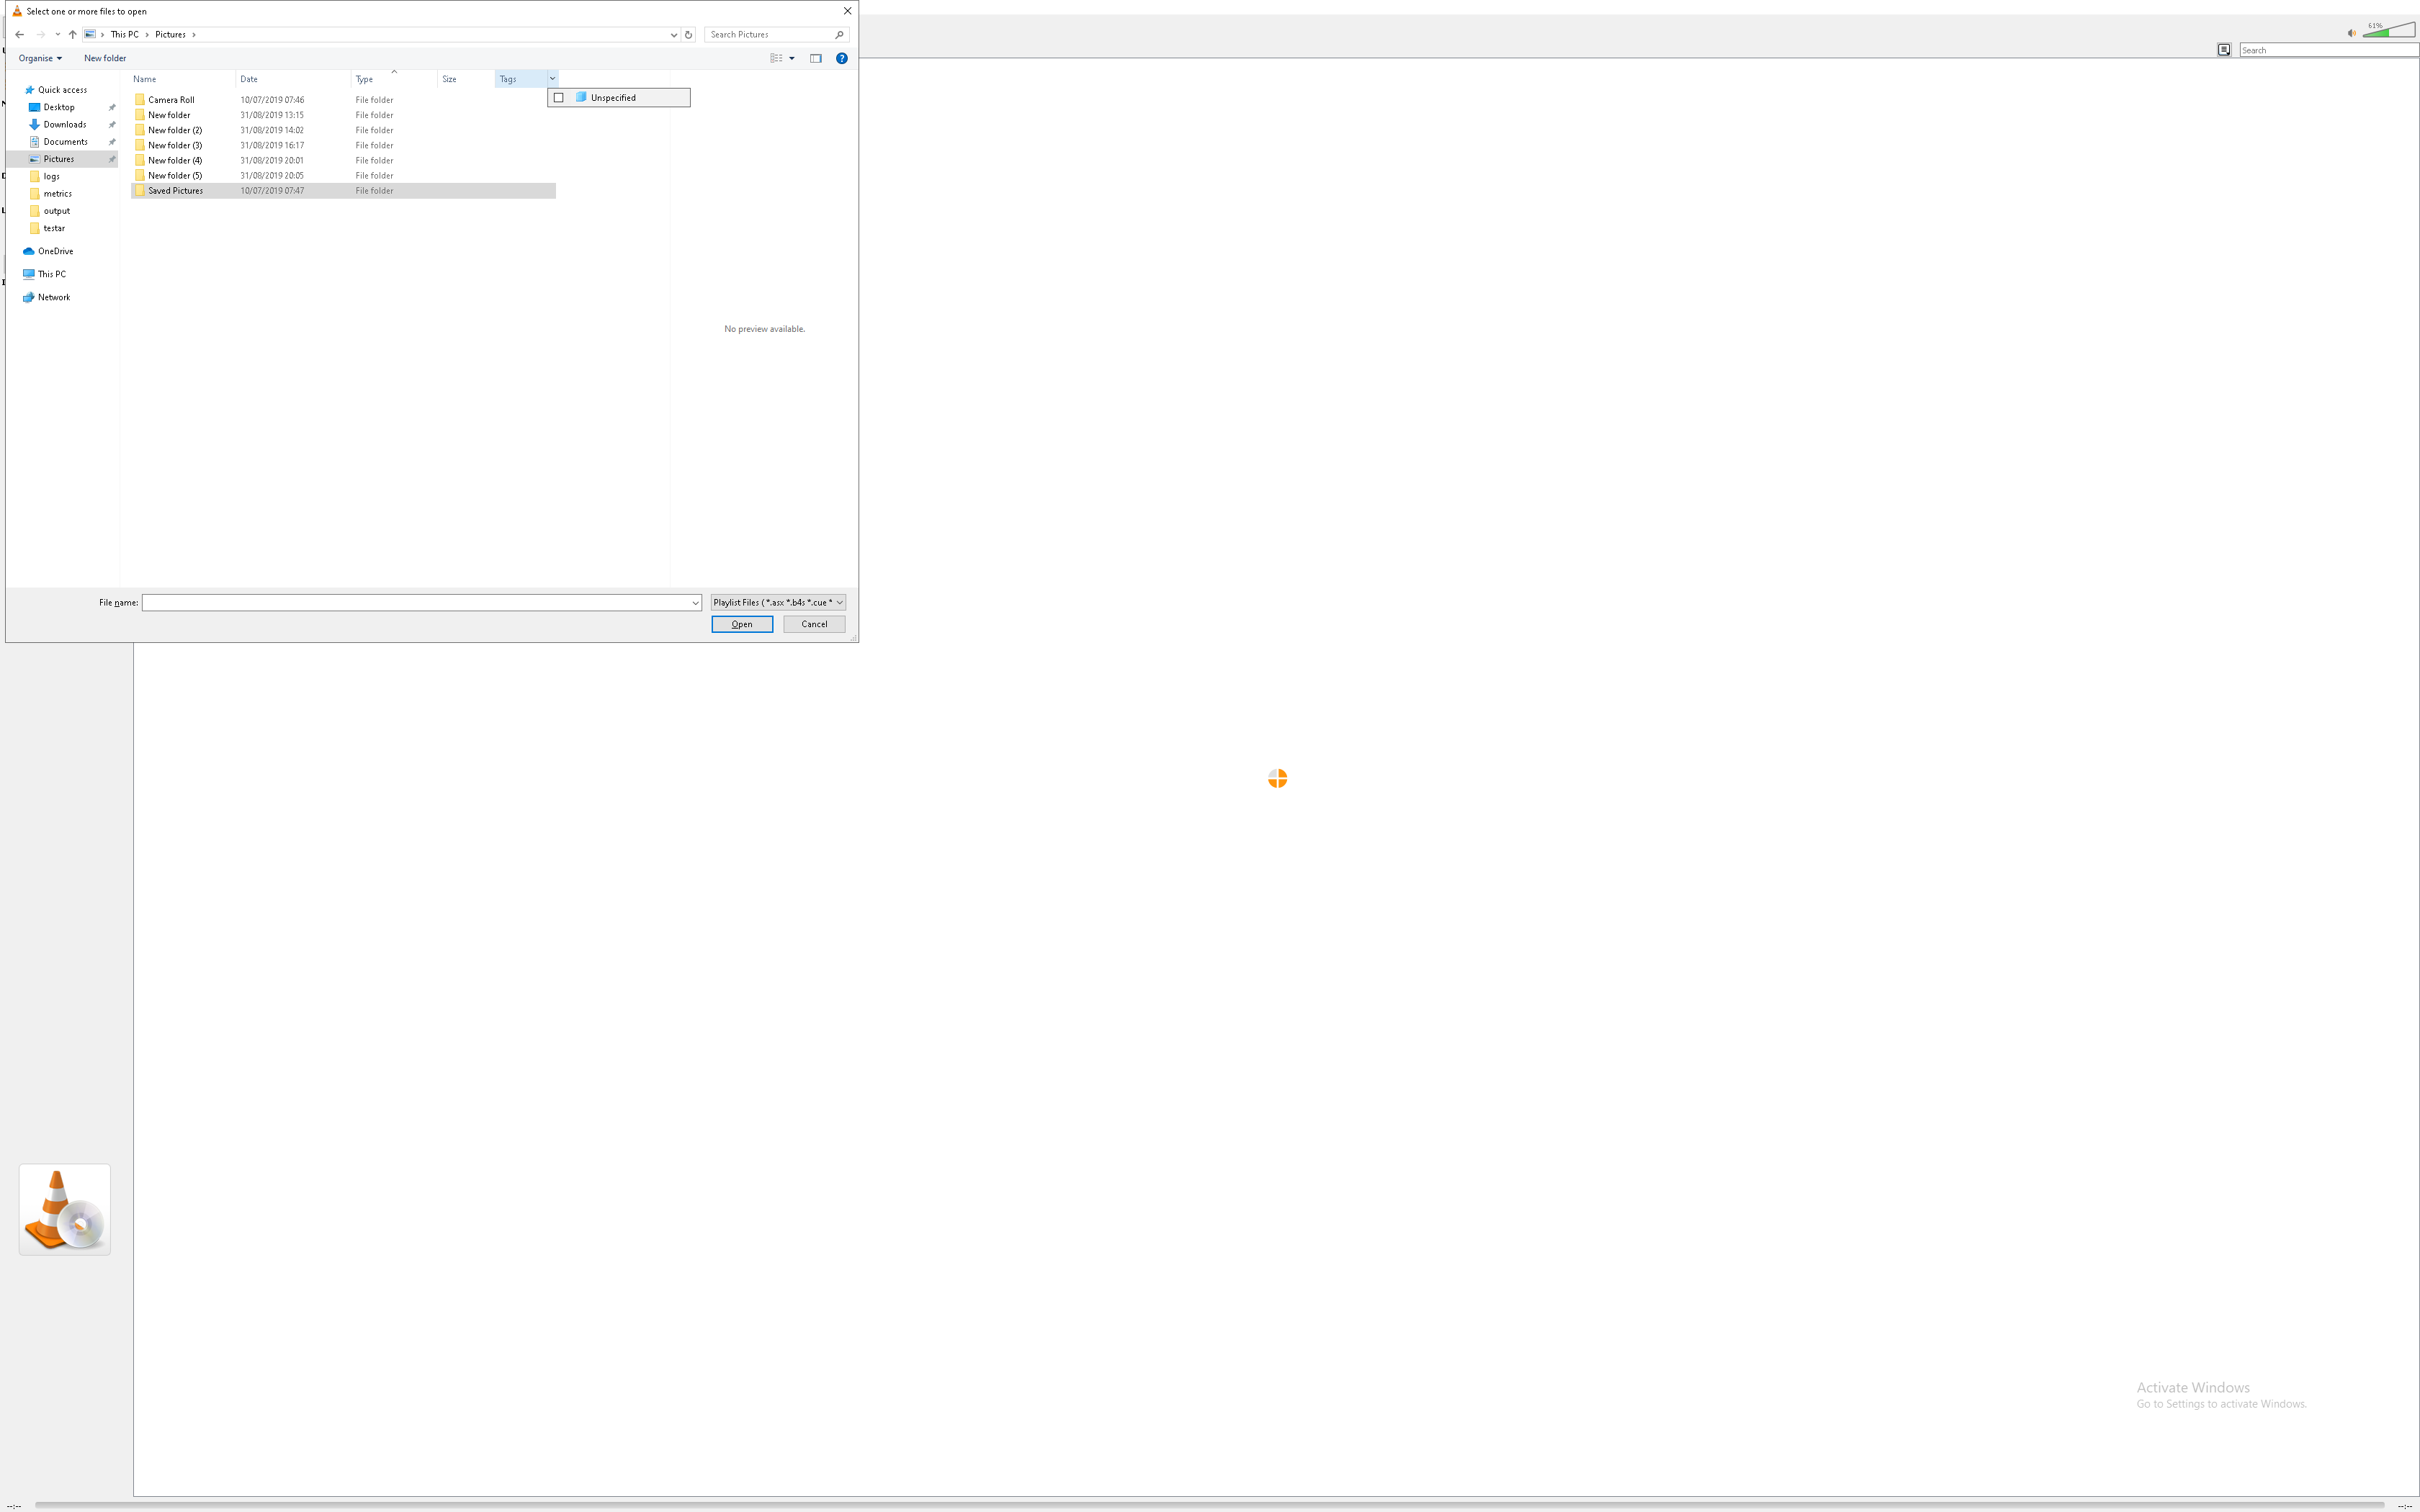 Select one or more files to open
This PC
Pictures
Search Pictures
Organise
New folder
Name
Date
Type
Size
Tags
Unspecified
Quick access
Desktop
Downloads
Documents
Pictures
logs
metrics
output
testar
OneDrive
This PC
Network
Camera Roll 10/07/2019 07:46 File folder
New folder 31/08/2019 13:15 File folder
New folder (2) 31/08/2019 14:02 File folder
New folder (3) 31/08/2019 16:17 File folder
New folder (4) 31/08/2019 20:01 File folder
New folder (5) 31/08/2019 20:05 File folder
Saved Pictures 10/07/2019 07:47 File folder
No preview available.
File name:
Playlist Files ( *.asx *.b4s *.cue *
Open
Cancel
61%
Search
Activate Windows
Go to Settings to activate Windows.
--:--
--:--